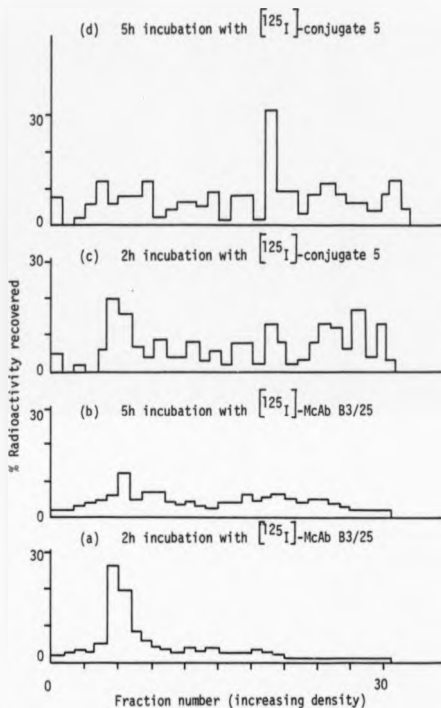 (d) 5h incubation with [125I]-conjugate 5
30
0
(c) 2h incubation with [125I]-conjugate 5
30
0
(b) 5h incubation with [125I]-McAb B3/25
30
0
(a) 2h incubation with [125I]-McAb B3/25
30
0
% Radioactivity recovered
0 30
Fraction number (increasing density)